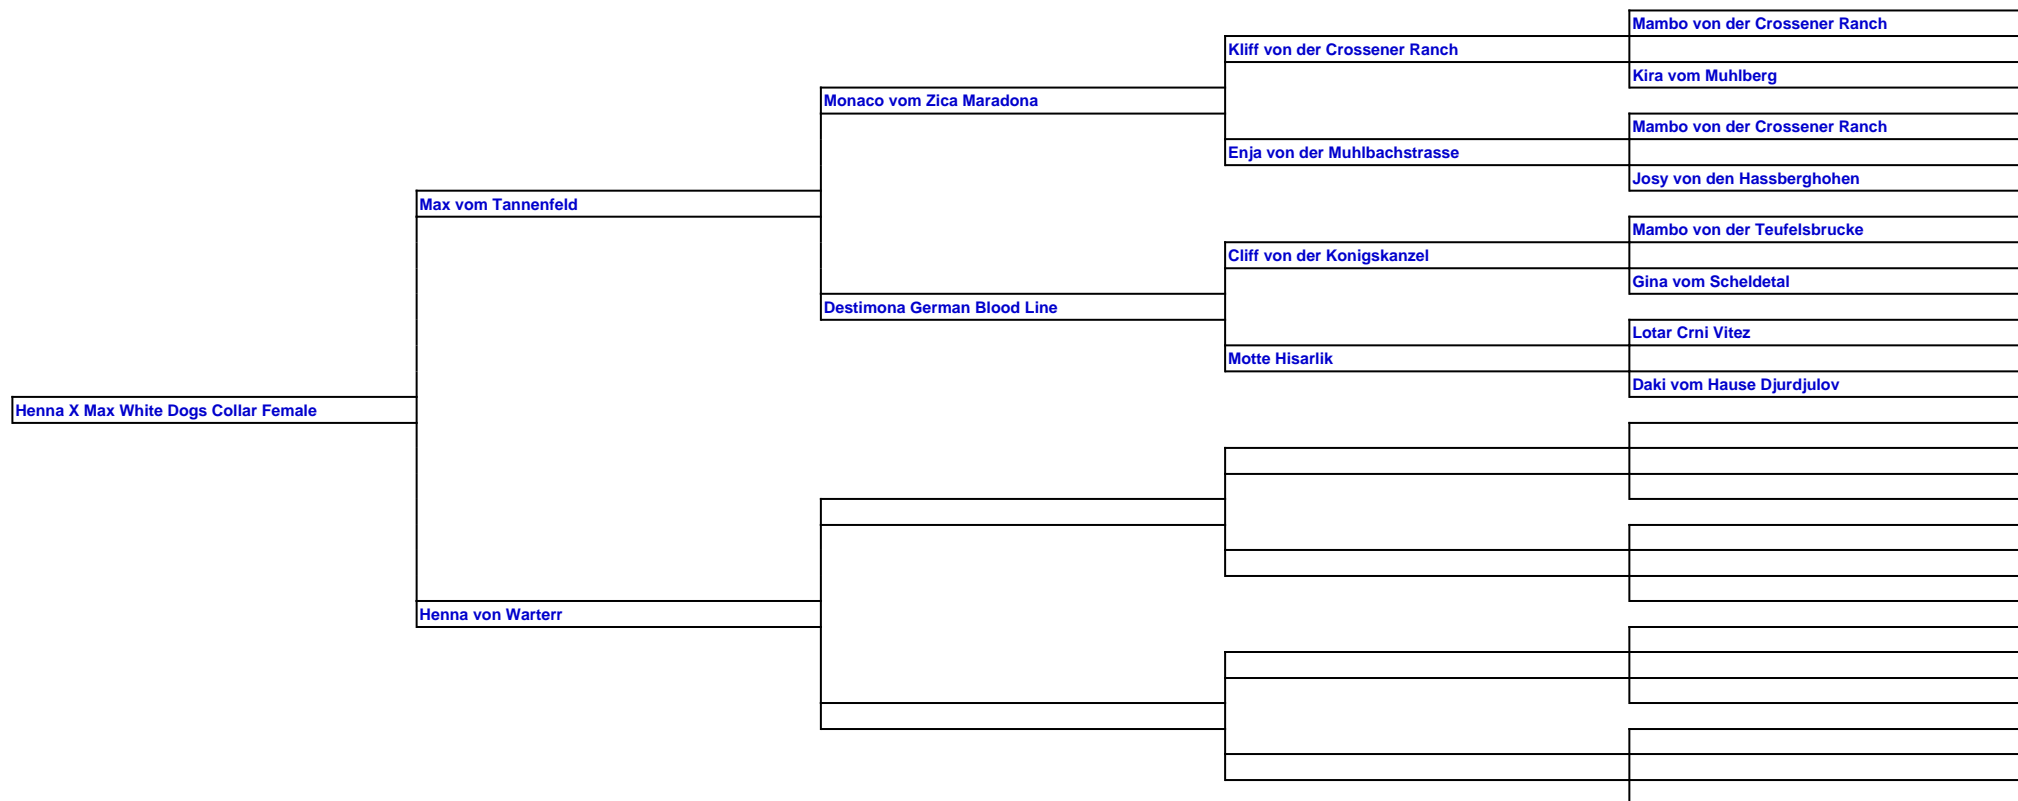 Mambo von der Crossener Ranch
Kliff von der Crossener Ranch
Kira vom Muhlberg
Monaco vom Zica Maradona
Mambo von der Crossener Ranch
Enja von der Muhlbachstrasse
Josy von den Hassberghohen
Max vom Tannenfeld
Mambo von der Teufelsbrucke
Cliff von der Konigskanzel
Gina vom Scheldetal
Destimona German Blood Line
Lotar Crni Vitez
Motte Hisarlik
Daki vom Hause Djurdjulov
Henna X Max White Dogs Collar Female
Henna von Warterr